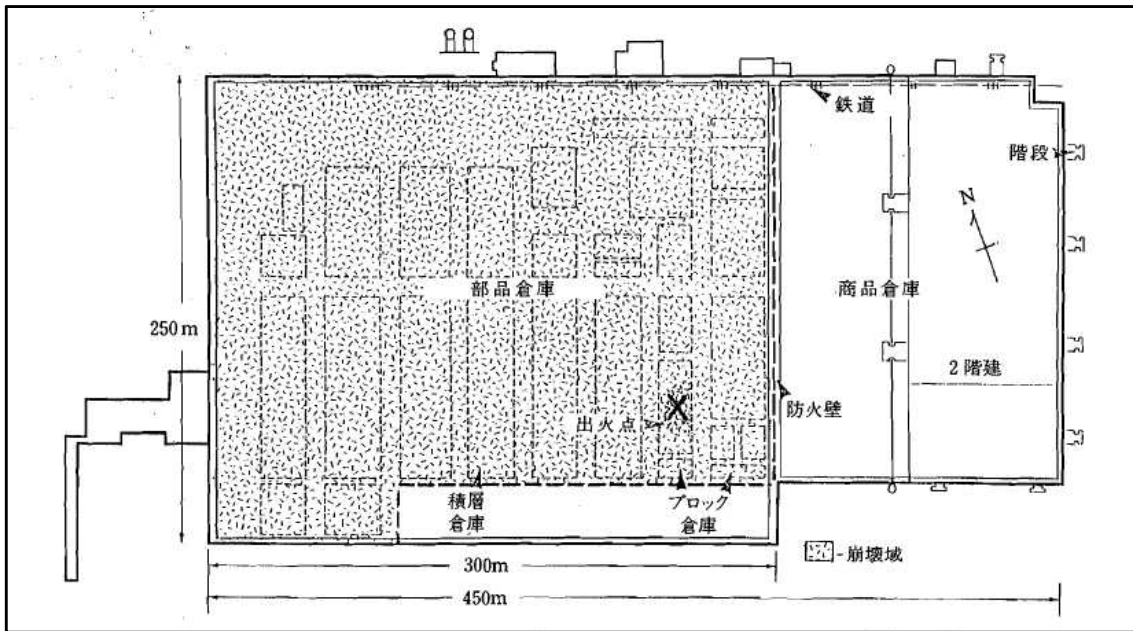 鉄道
階段
N
部品倉庫
商品倉庫
250m
2階建
防火壁
出火点
X
積層
倉庫
ブロック
倉庫
-崩壊域
300m
450m